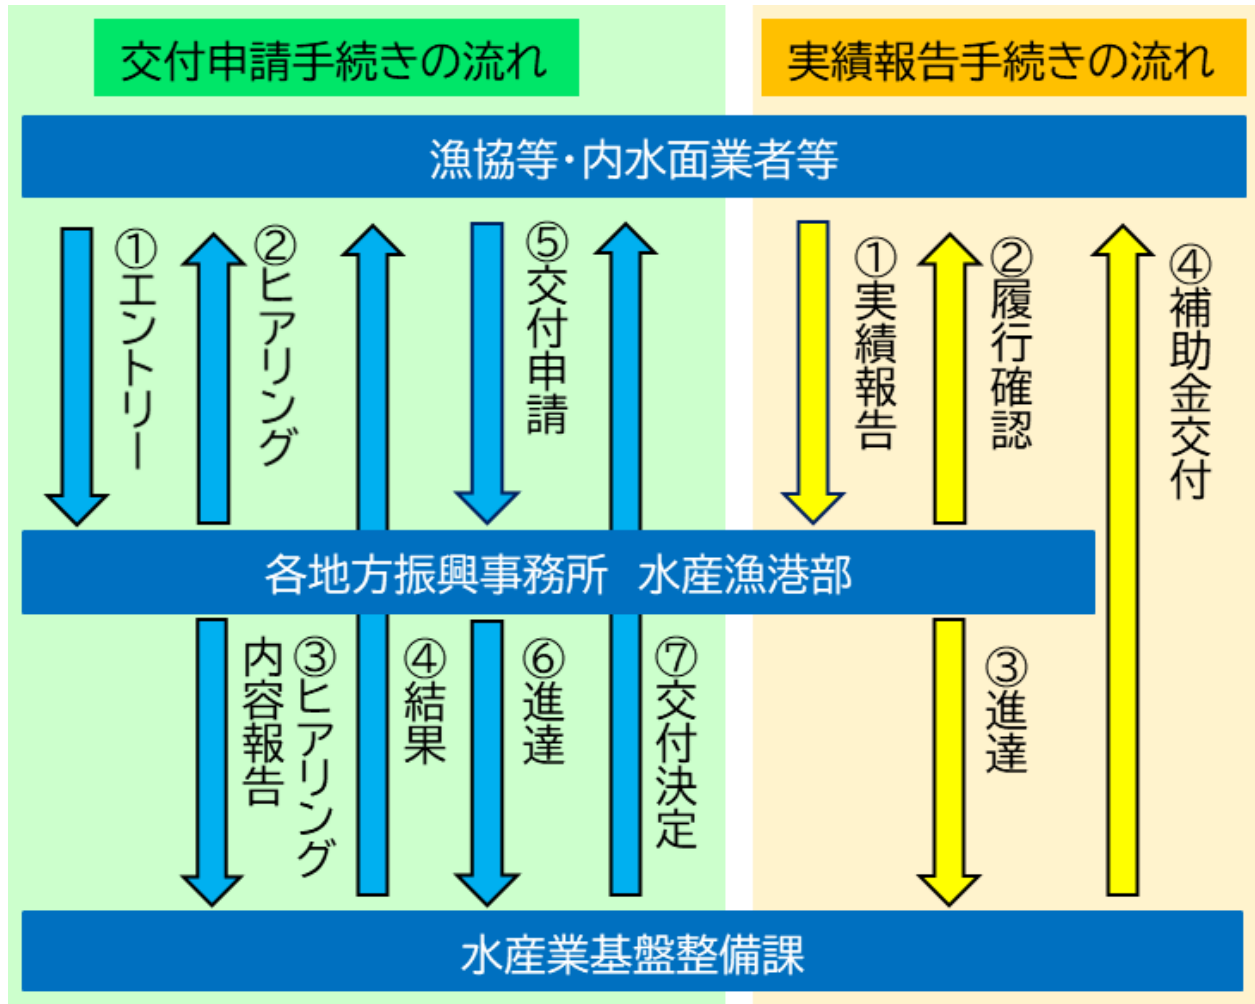 交付申請手続きの流れ
実績報告手続きの流れ
漁協等・内水面業者等
①エントリー
②ヒアリング
⑤交付申請
①実績報告
②履行確認
④補助金交付
各地方振興事務所 水産漁港部
③ヒアリング
内容報告
④結果
⑥進達
⑦交付決定
③進達
水産業基盤整備課